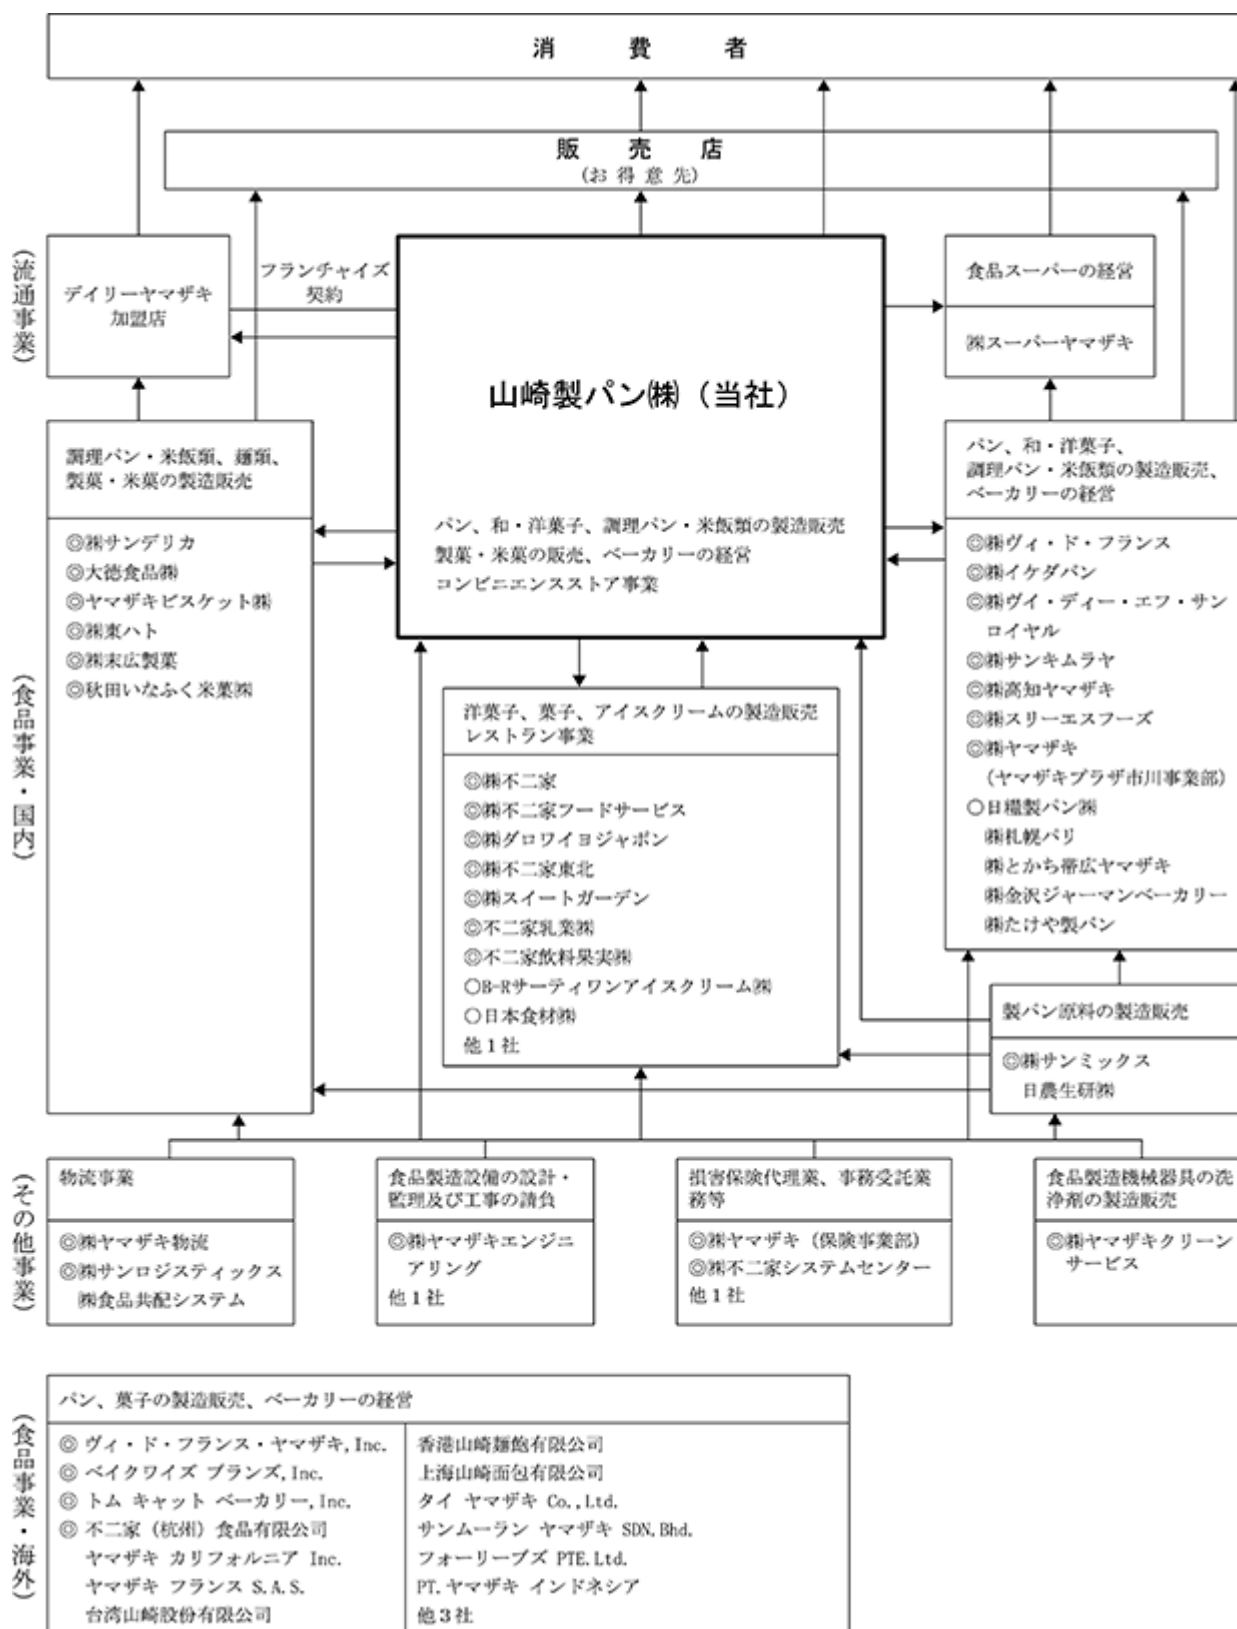 消費者
販売店
(お得意先)
(流通事業)
デイリーヤマザキ
加盟店
フランチャイズ
契約
山崎製パン㈱（当社）
パン、和・洋菓子、調理パン・米飯類の製造販売
製菓・米菓の販売、ベーカリーの経営
コンビニエンスストア事業
食品スーパーの経営
㈱スーパーヤマザキ
(食品事業・国内)
調理パン・米飯類、麺類、
製菓・米菓の製造販売
◎㈱サンデリカ
◎大徳食品㈱
◎ヤマザキビスケット㈱
◎㈱東ハト
◎㈱末広製菓
◎秋田いなふく米菓㈱
洋菓子、菓子、アイスクリームの製造販売
レストラン事業
◎㈱不二家
◎㈱不二家フードサービス
◎㈱ダロワイヨジャポン
◎㈱不二家東北
◎㈱スイートガーデン
◎不二家乳業㈱
◎不二家飲料果実㈱
○B-Rサーティワンアイスクリーム㈱
○日本食材㈱
他１社
パン、和・洋菓子、
調理パン・米飯類の製造販売、
ベーカリーの経営
◎㈱ヴィ・ド・フランス
◎㈱イケダパン
◎㈱ヴイ・ディー・エフ・サン
ロイヤル
◎㈱サンキムラヤ
◎㈱高知ヤマザキ
◎㈱スリーエスフーズ
◎㈱ヤマザキ
(ヤマザキプラザ市川事業部)
○日糧製パン㈱
㈱札幌パリ
㈱とかち帯広ヤマザキ
㈱金沢ジャーマンベーカリー
㈱たけや製パン
製パン原料の製造販売
◎㈱サンミックス
日農生研㈱
(その他事業)
物流事業
◎㈱ヤマザキ物流
◎㈱サンロジスティックス
㈱食品共配システム
食品製造設備の設計・
監理及び工事の請負
◎㈱ヤマザキエンジニ
アリング
他１社
損害保険代理業、事務受託業
務等
◎㈱ヤマザキ（保険事業部）
◎㈱不二家システムセンター
他１社
食品製造機械器具の洗
浄剤の製造販売
◎㈱ヤマザキクリーン
サービス
(食品事業・海外)
パン、菓子の製造販売、ベーカリーの経営
◎ ヴィ・ド・フランス・ヤマザキ,Inc.
◎ ベイクワイズ ブランズ,Inc.
◎ トム キャット ベーカリー,Inc.
◎ 不二家（杭州）食品有限公司
ヤマザキ カリフォルニア Inc.
ヤマザキ フランス S.A.S.
台湾山崎股份有限公司
香港山崎麺飽有限公司
上海山崎面包有限公司
タイ ヤマザキ Co.,Ltd.
サンムーラン ヤマザキ SDN.Bhd.
フォーリーブズ PTE.Ltd.
PT.ヤマザキ インドネシア
他３社